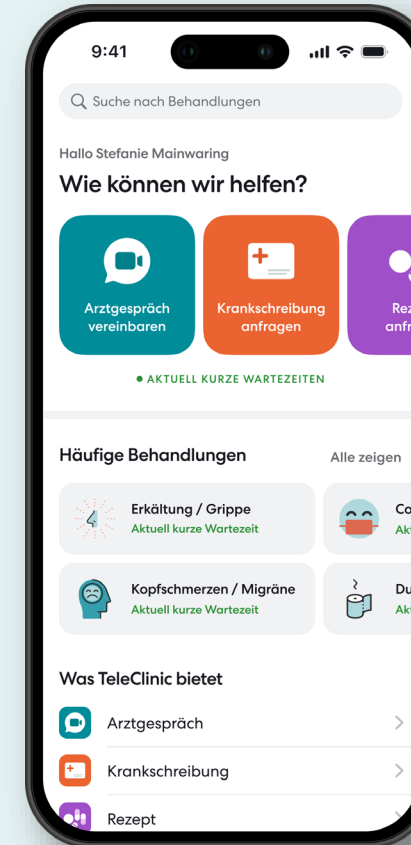 9:41
Suche nach Behandlungen
Hallo Stefanie Mainwaring
Wie können wir helfen?
Arztgespräch
vereinbaren
Krankschreibung
anfragen
AKTUELL KURZE WARTEZEITEN
Häufige Behandlungen
Alle zeigen
Erkältung / Grippe
Aktuell kurze Wartezeit
Kopfschmerzen / Migräne
Aktuell kurze Wartezeit
Was TeleClinic bietet
Arztgespräch
Krankschreibung
Rezept